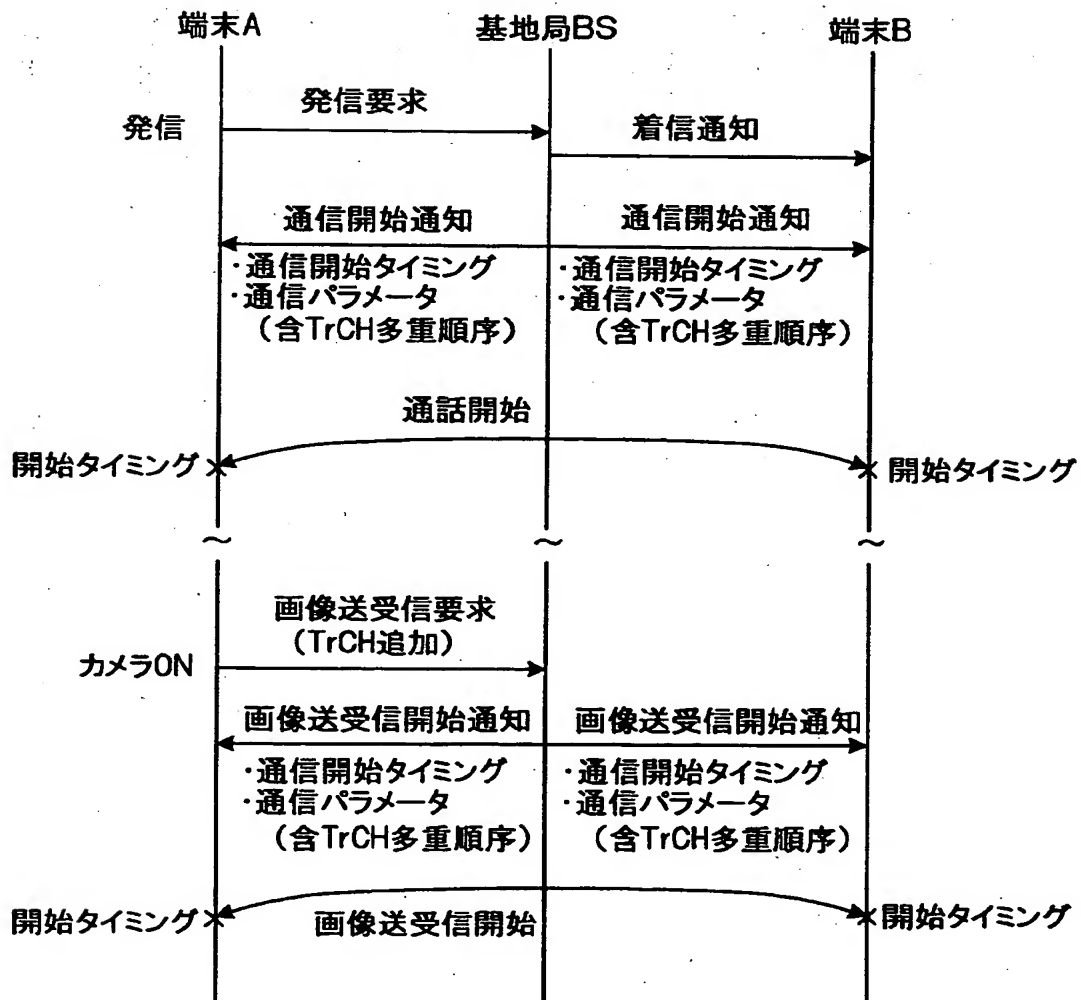 端末A
基地局BS
端末B
発信
発信要求
着信通知
通信開始通知
通信開始通知
・通信開始タイミング
・通信パラメータ
（含TrCH多重順序）
・通信開始タイミング
・通信パラメータ
（含TrCH多重順序）
通話開始
開始タイミング
開始タイミング
画像送受信要求
（TrCH追加）
カメラON
画像送受信開始通知
画像送受信開始通知
・通信開始タイミング
・通信パラメータ
（含TrCH多重順序）
・通信開始タイミング
・通信パラメータ
（含TrCH多重順序）
開始タイミング
画像送受信開始
開始タイミング